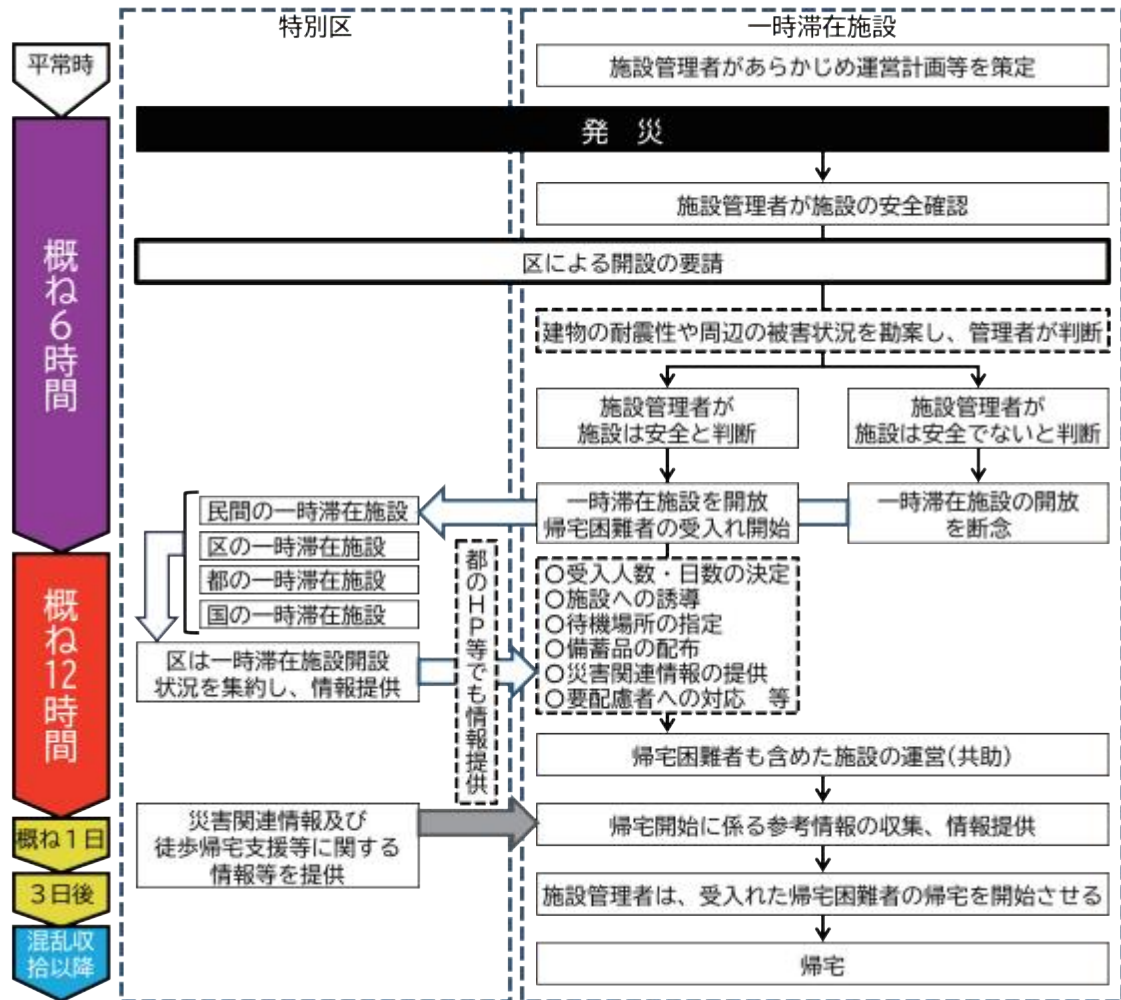 特別区
一時滞在施設
平常時
施設管理者があらかじめ運営計画等を策定
発　災
施設管理者が施設の安全確認
概ね6時間
区による開設の要請
建物の耐震性や周辺の被害状況を勘案し、管理者が判断
施設管理者が
施設は安全と判断
施設管理者が
施設は安全でないと判断
一時滞在施設を開放
帰宅困難者の受入れ開始
一時滞在施設の開放
を断念
民間の一時滞在施設
区の一時滞在施設
都の一時滞在施設
国の一時滞在施設
概ね12時間
区は一時滞在施設開設
状況を集約し、情報提供
都のＨＰ等でも情報提供
○受入人数・日数の決定
○施設への誘導
○待機場所の指定
○備蓄品の配布
○災害関連情報の提供
○要配慮者への対応　等
帰宅困難者も含めた施設の運営(共助)
概ね１日
災害関連情報及び
徒歩帰宅支援等に関する
情報等を提供
帰宅開始に係る参考情報の収集、情報提供
３日後
施設管理者は、受入れた帰宅困難者の帰宅を開始させる
混乱収
拾以降
帰宅